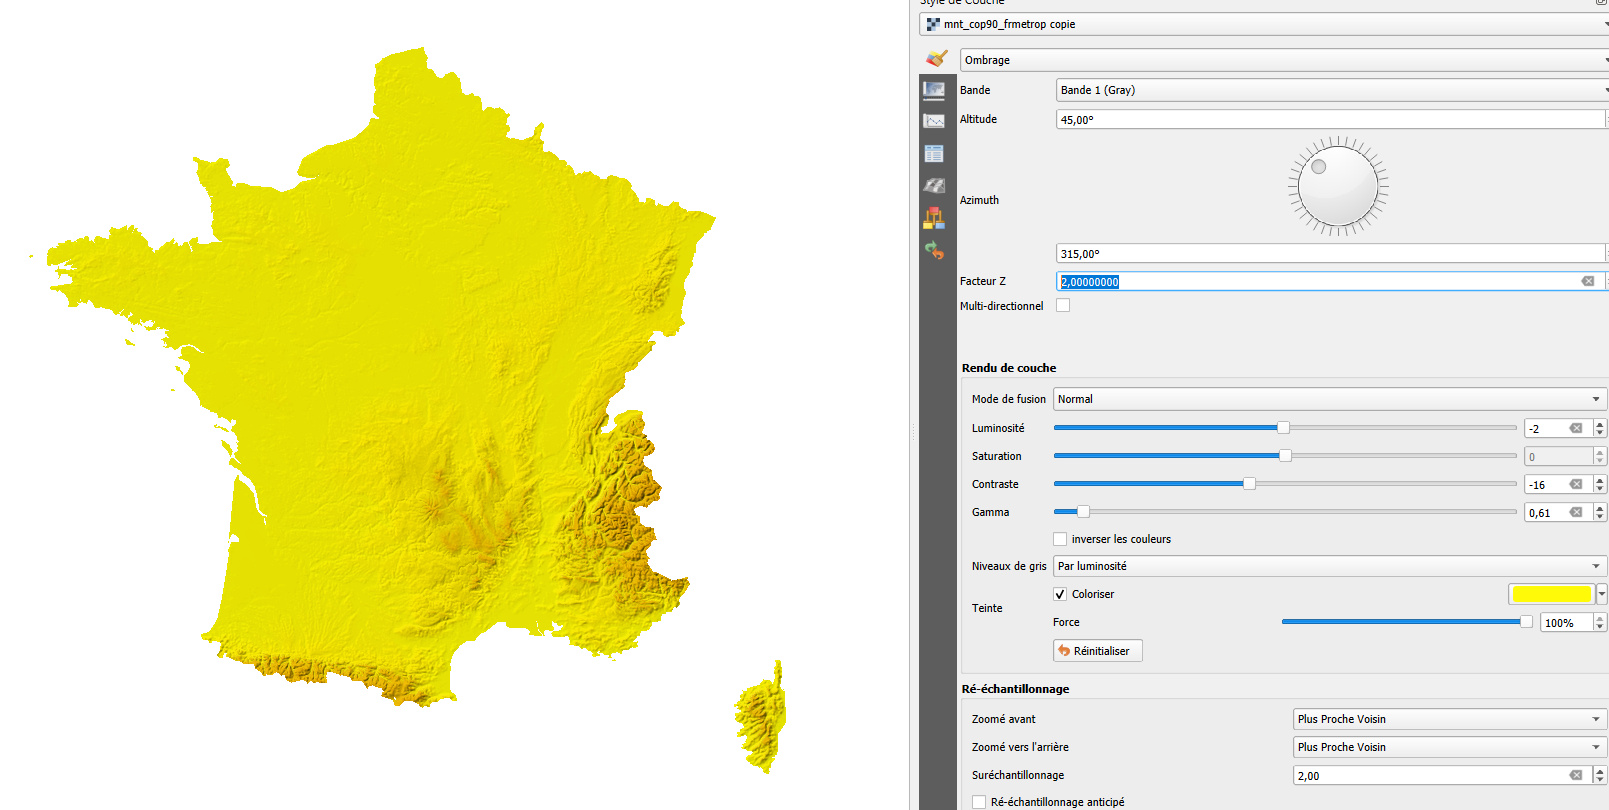 Style de Couche
mnt_cop90_frmetrop copie
Ombrage
Bande
Bande 1 (Gray)
Altitude
45,00°
Azimuth
315,00°
Facteur Z
2,00000000
Multi-directionnel
Rendu de couche
Mode de fusion
Normal
Luminosité
-2
Saturation
0
Contraste
-16
Gamma
0,61
inverser les couleurs
Niveaux de gris
Par luminosité
Coloriser
Teinte
Force
100%
Réinitialiser
Ré-échantillonnage
Zoomé avant
Plus Proche Voisin
Zoomé vers l'arrière
Plus Proche Voisin
Suréchantillonnage
2,00
Ré-échantillonnage anticipé